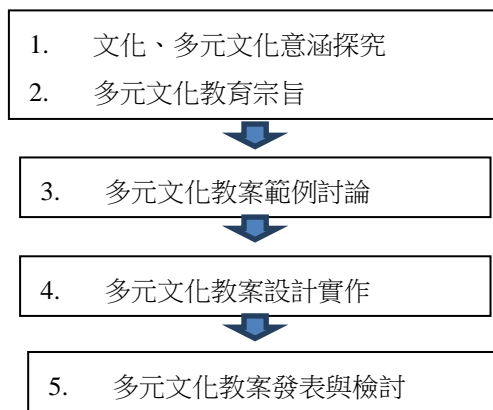 1. 文化、多元文化意涵探究
2. 多元文化教育宗旨
3. 多元文化教案範例討論
4. 多元文化教案設計實作
5. 多元文化教案發表與檢討